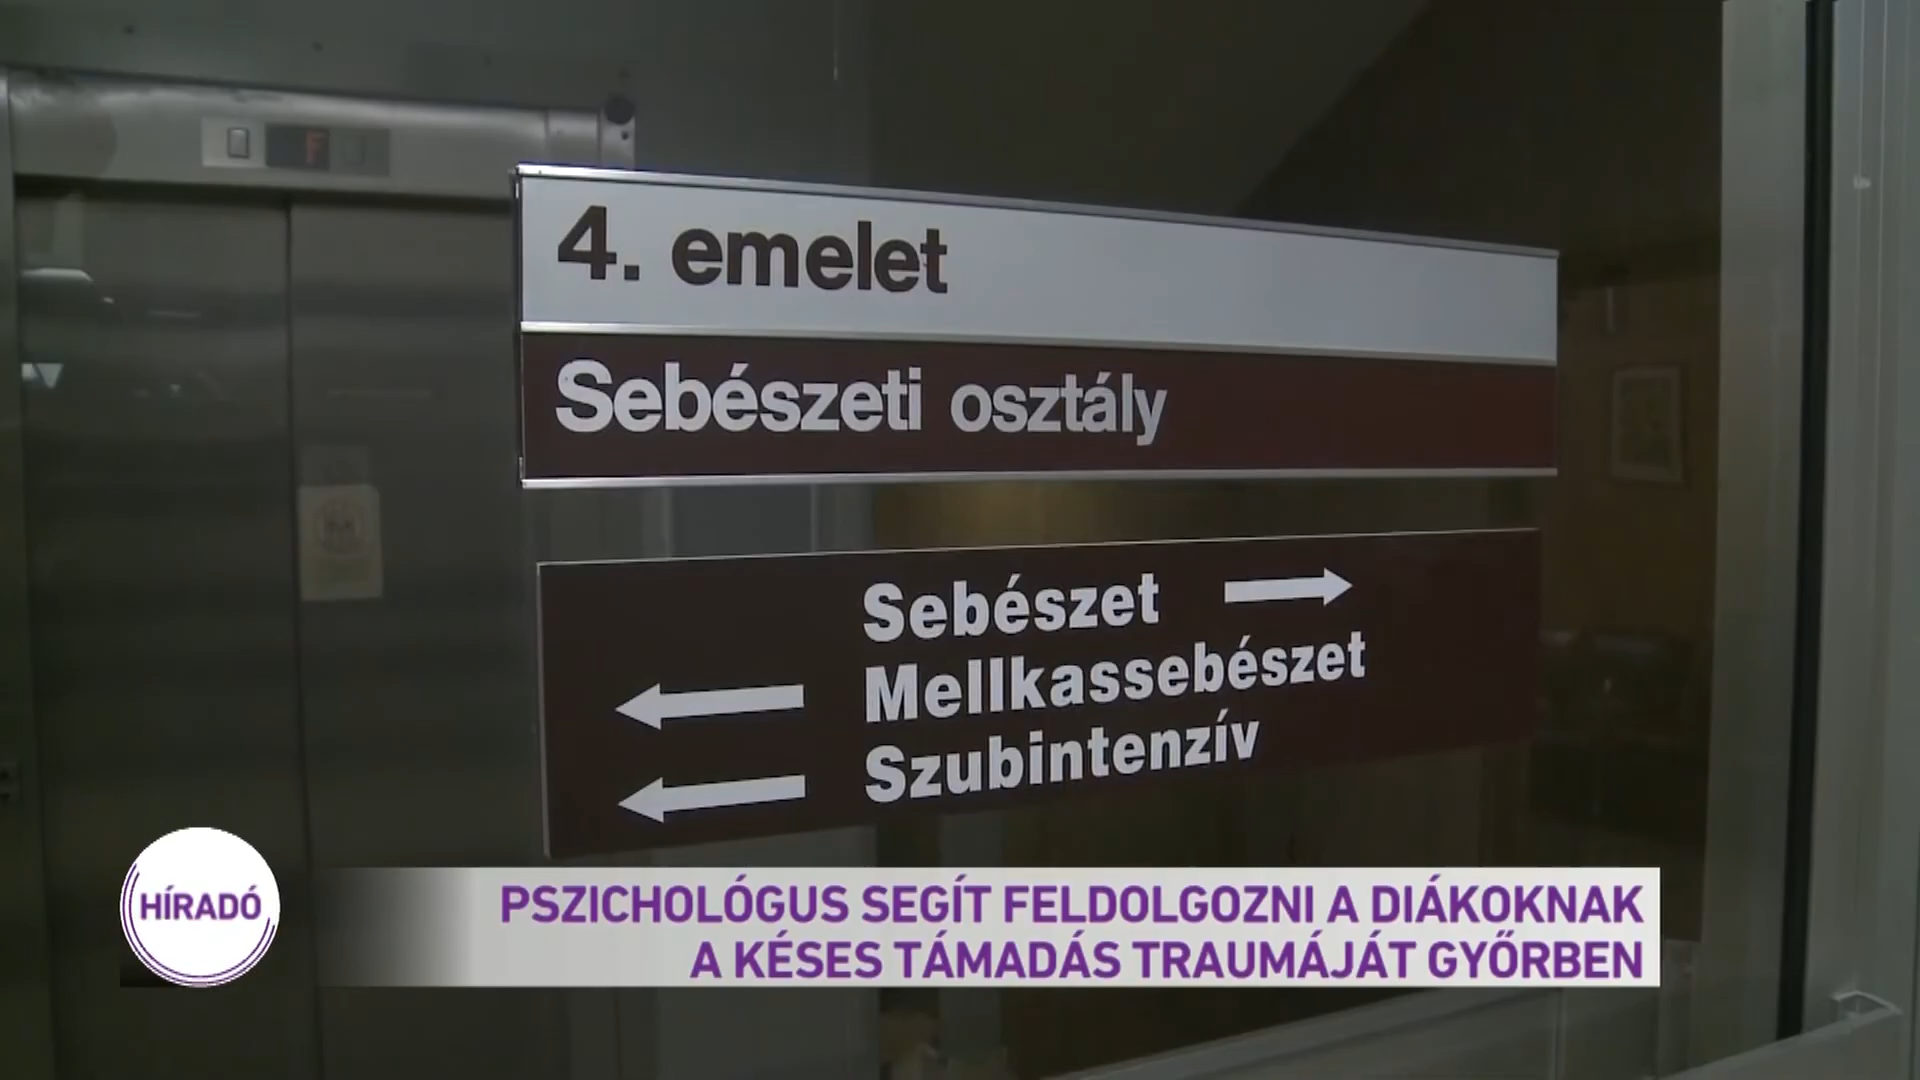 4. emelet
Sebészeti osztály
Sebészet
Mellkassebészet
Szubintenzív
HÍRADÓ
PSZICHOLÓGUS SEGÍT FELDOLGOZNI A DIÁKOKNAK
A KÉSES TÁMADÁS TRAUMÁJÁT GYŐRBEN